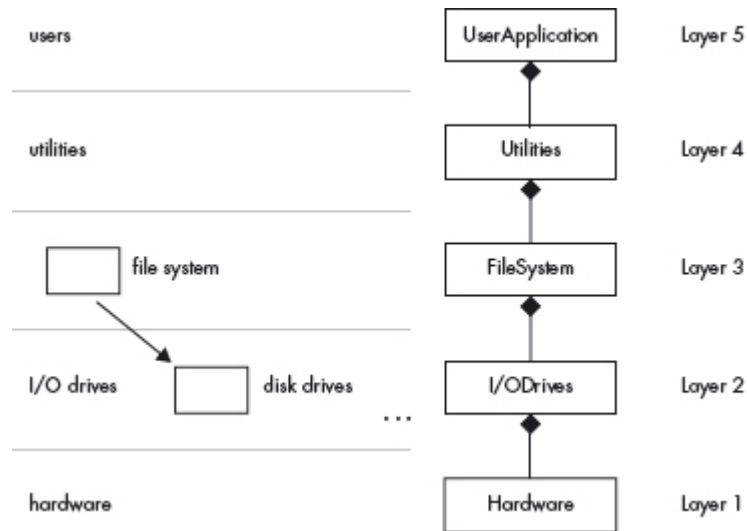 users UserApplication Layer 5
utilities Utilities Layer 4
file system FileSystem Layer 3
I/O drives disk drives ... I/ODrives Layer 2
hardware Hardware Layer 1